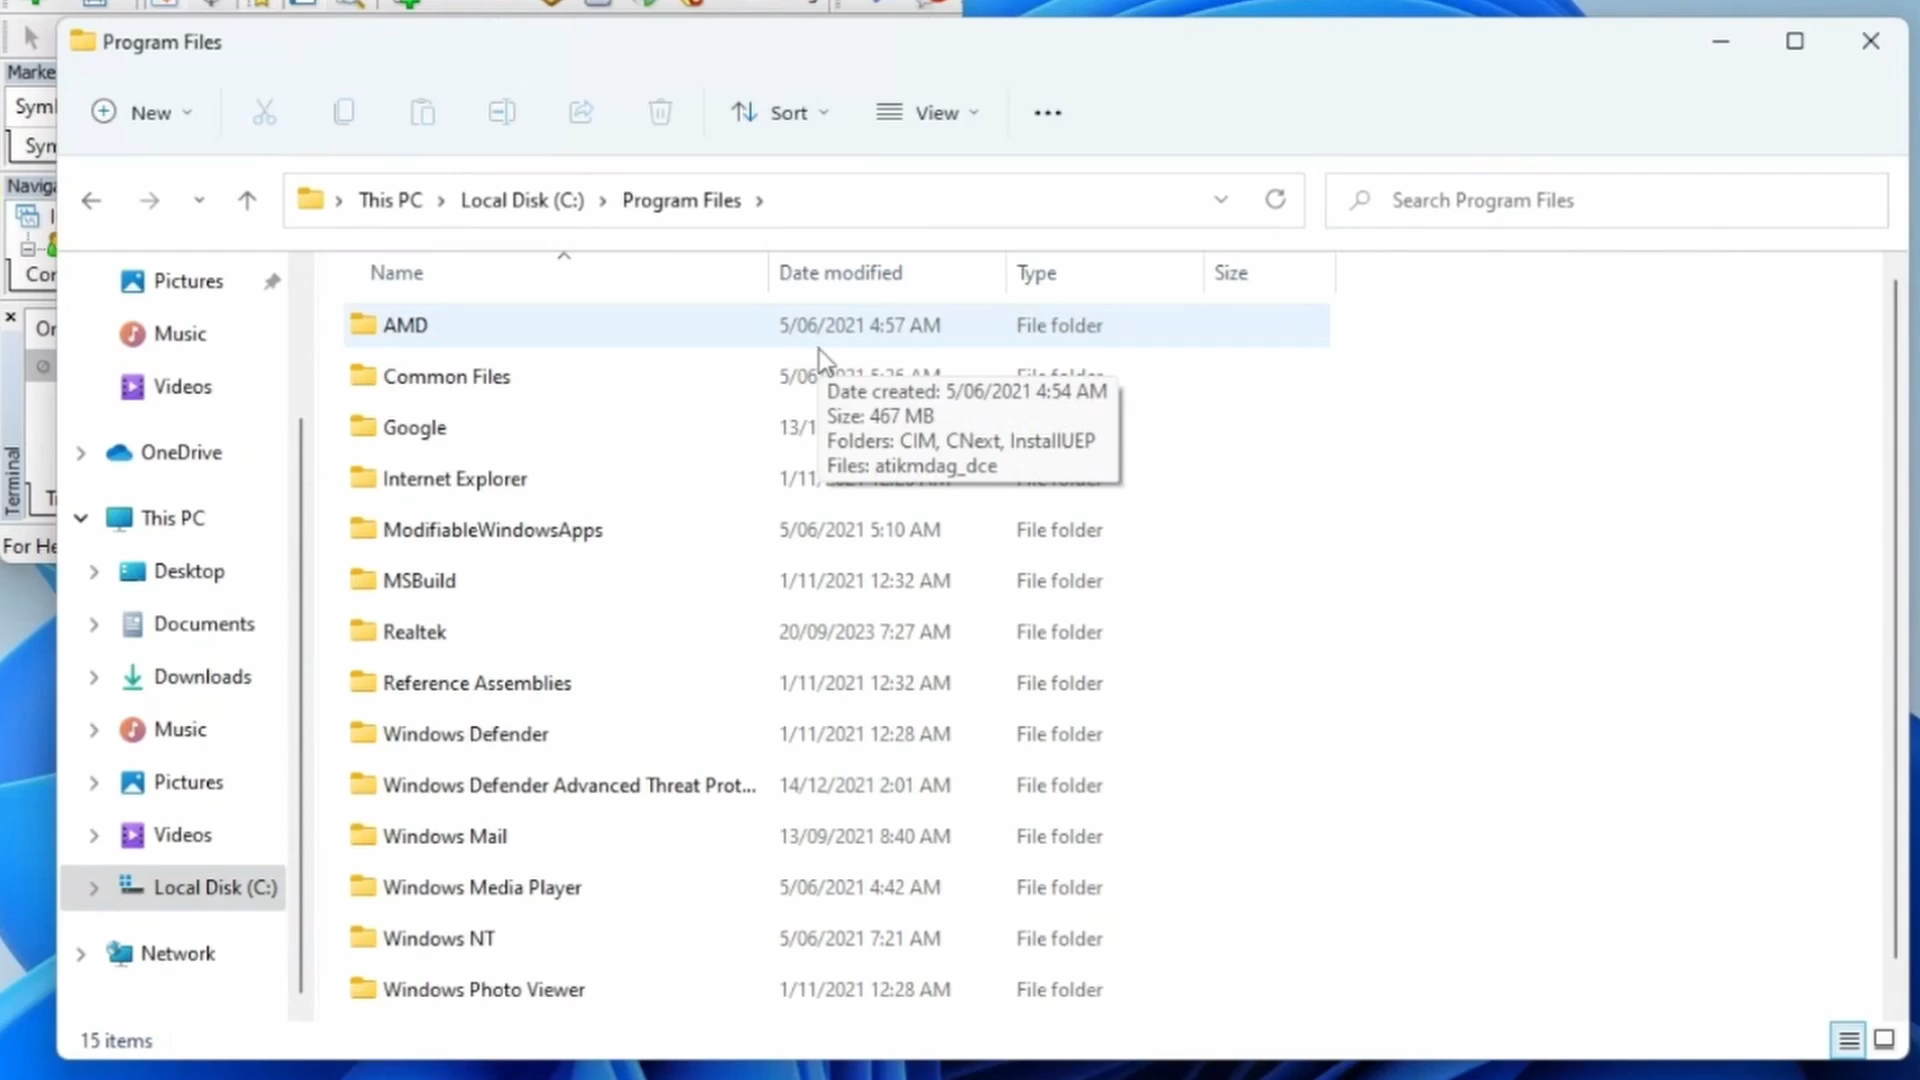 Program Files
Marke
Symb
Sym
Naviga
Con
Terminal
For He
New
Sort
View
This PC
Local Disk (C:)
Program Files
Search Program Files
Pictures
Music
Videos
OneDrive
This PC
Desktop
Documents
Downloads
Music
Pictures
Videos
Local Disk (C:)
Network
Name Date modified Type Size
AMD 5/06/2021 4:57 AM File folder
Common Files
Google
Internet Explorer
ModifiableWindowsApps 5/06/2021 5:10 AM File folder
MSBuild 1/11/2021 12:32 AM File folder
Realtek 20/09/2023 7:27 AM File folder
Reference Assemblies 1/11/2021 12:32 AM File folder
Windows Defender 1/11/2021 12:28 AM File folder
Windows Defender Advanced Threat Prot... 14/12/2021 2:01 AM File folder
Windows Mail 13/09/2021 8:40 AM File folder
Windows Media Player 5/06/2021 4:42 AM File folder
Windows NT 5/06/2021 7:21 AM File folder
Windows Photo Viewer 1/11/2021 12:28 AM File folder
Date created: 5/06/2021 4:54 AM
Size: 467 MB
Folders: CIM, CNext, InstallUEP
Files: atikmdag_dce
15 items